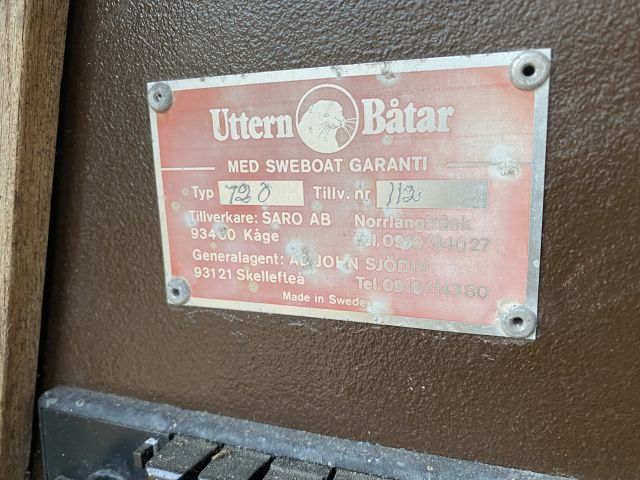 Uttern Båtar
MED SWEBOAT GARANTI
Typ 720 Tillv. nr 112
Tillverkare: SARO AB Norrlångträsk
93400 Kåge Tel. 0910/94027
Generalagent: AB JOHN SJÖDIN
93121 Skellefteå Tel. 0910/14380
Made in Sweden